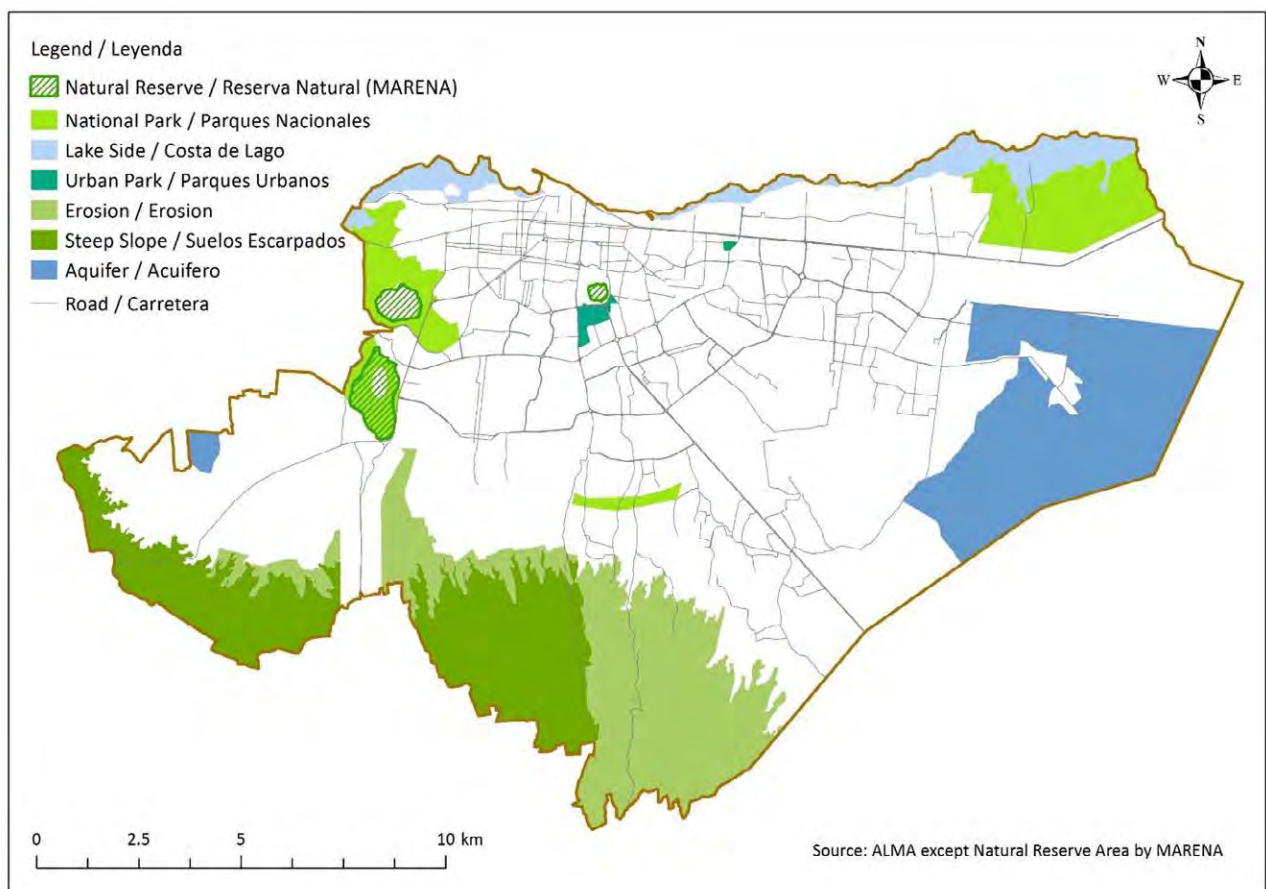 Legend / Leyenda
Natural Reserve / Reserva Natural (MARENA)
National Park / Parques Nacionales
Lake Side / Costa de Lago
Urban Park / Parques Urbanos
Erosion / Erosion
Steep Slope / Suelos Escarpados
Aquifer / Acuifero
Road / Carretera
N
W E
S
0 5 10 km
Source: ALMA except Natural Reserve Area by MARENA